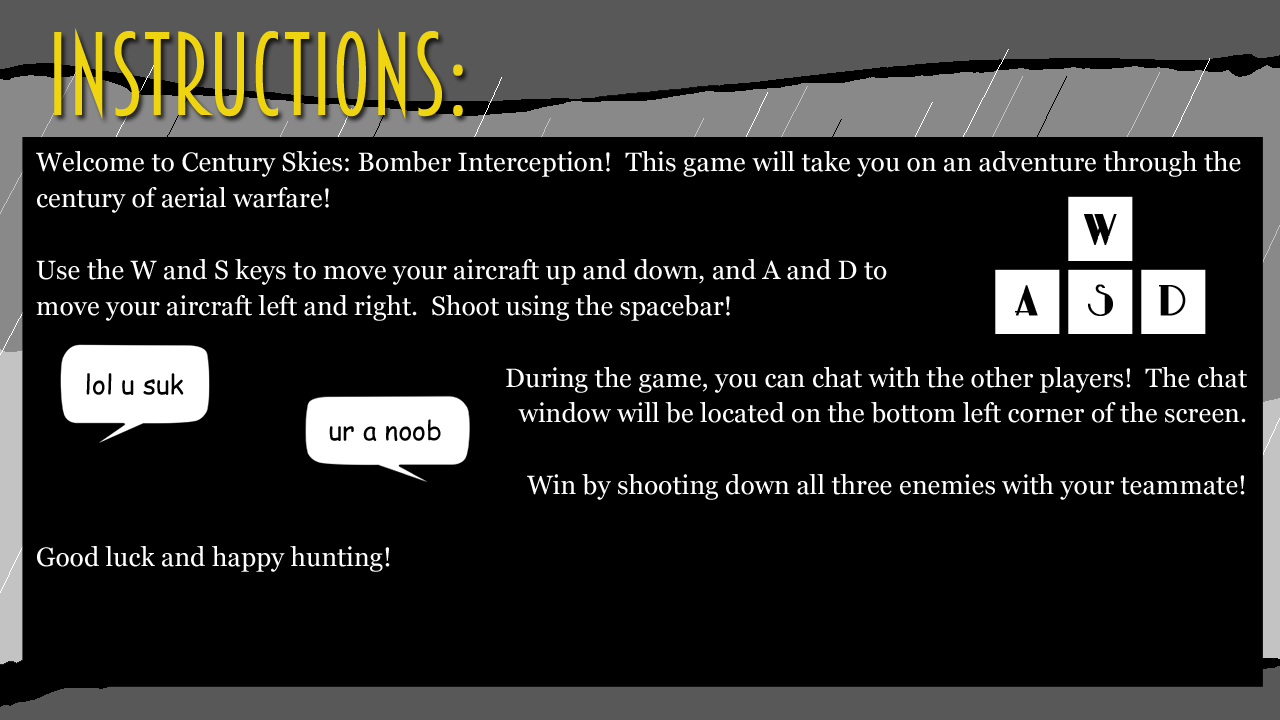 INSTRUCTIONS:
Welcome to Century Skies: Bomber Interception!  This game will take you on an adventure through the
century of aerial warfare!
W
Use the W and S keys to move your aircraft up and down, and A and D to
move your aircraft left and right.  Shoot using the spacebar!
A S D
lol u suk
During the game, you can chat with the other players!  The chat
window will be located on the bottom left corner of the screen.
ur a noob
Win by shooting down all three enemies with your teammate!
Good luck and happy hunting!